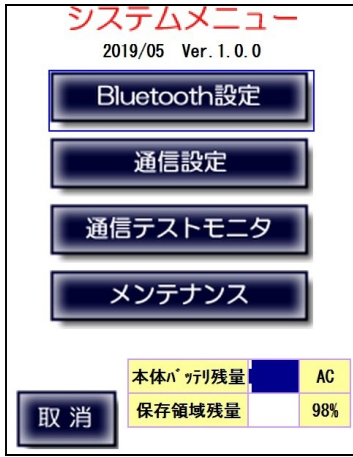 システムメニュー
2019/05 Ver.1.0.0
Bluetooth設定
通信設定
通信テストモニタ
メンテナンス
本体ﾊﾞｯﾃﾘ残量 AC
保存領域残量 98%
取 消